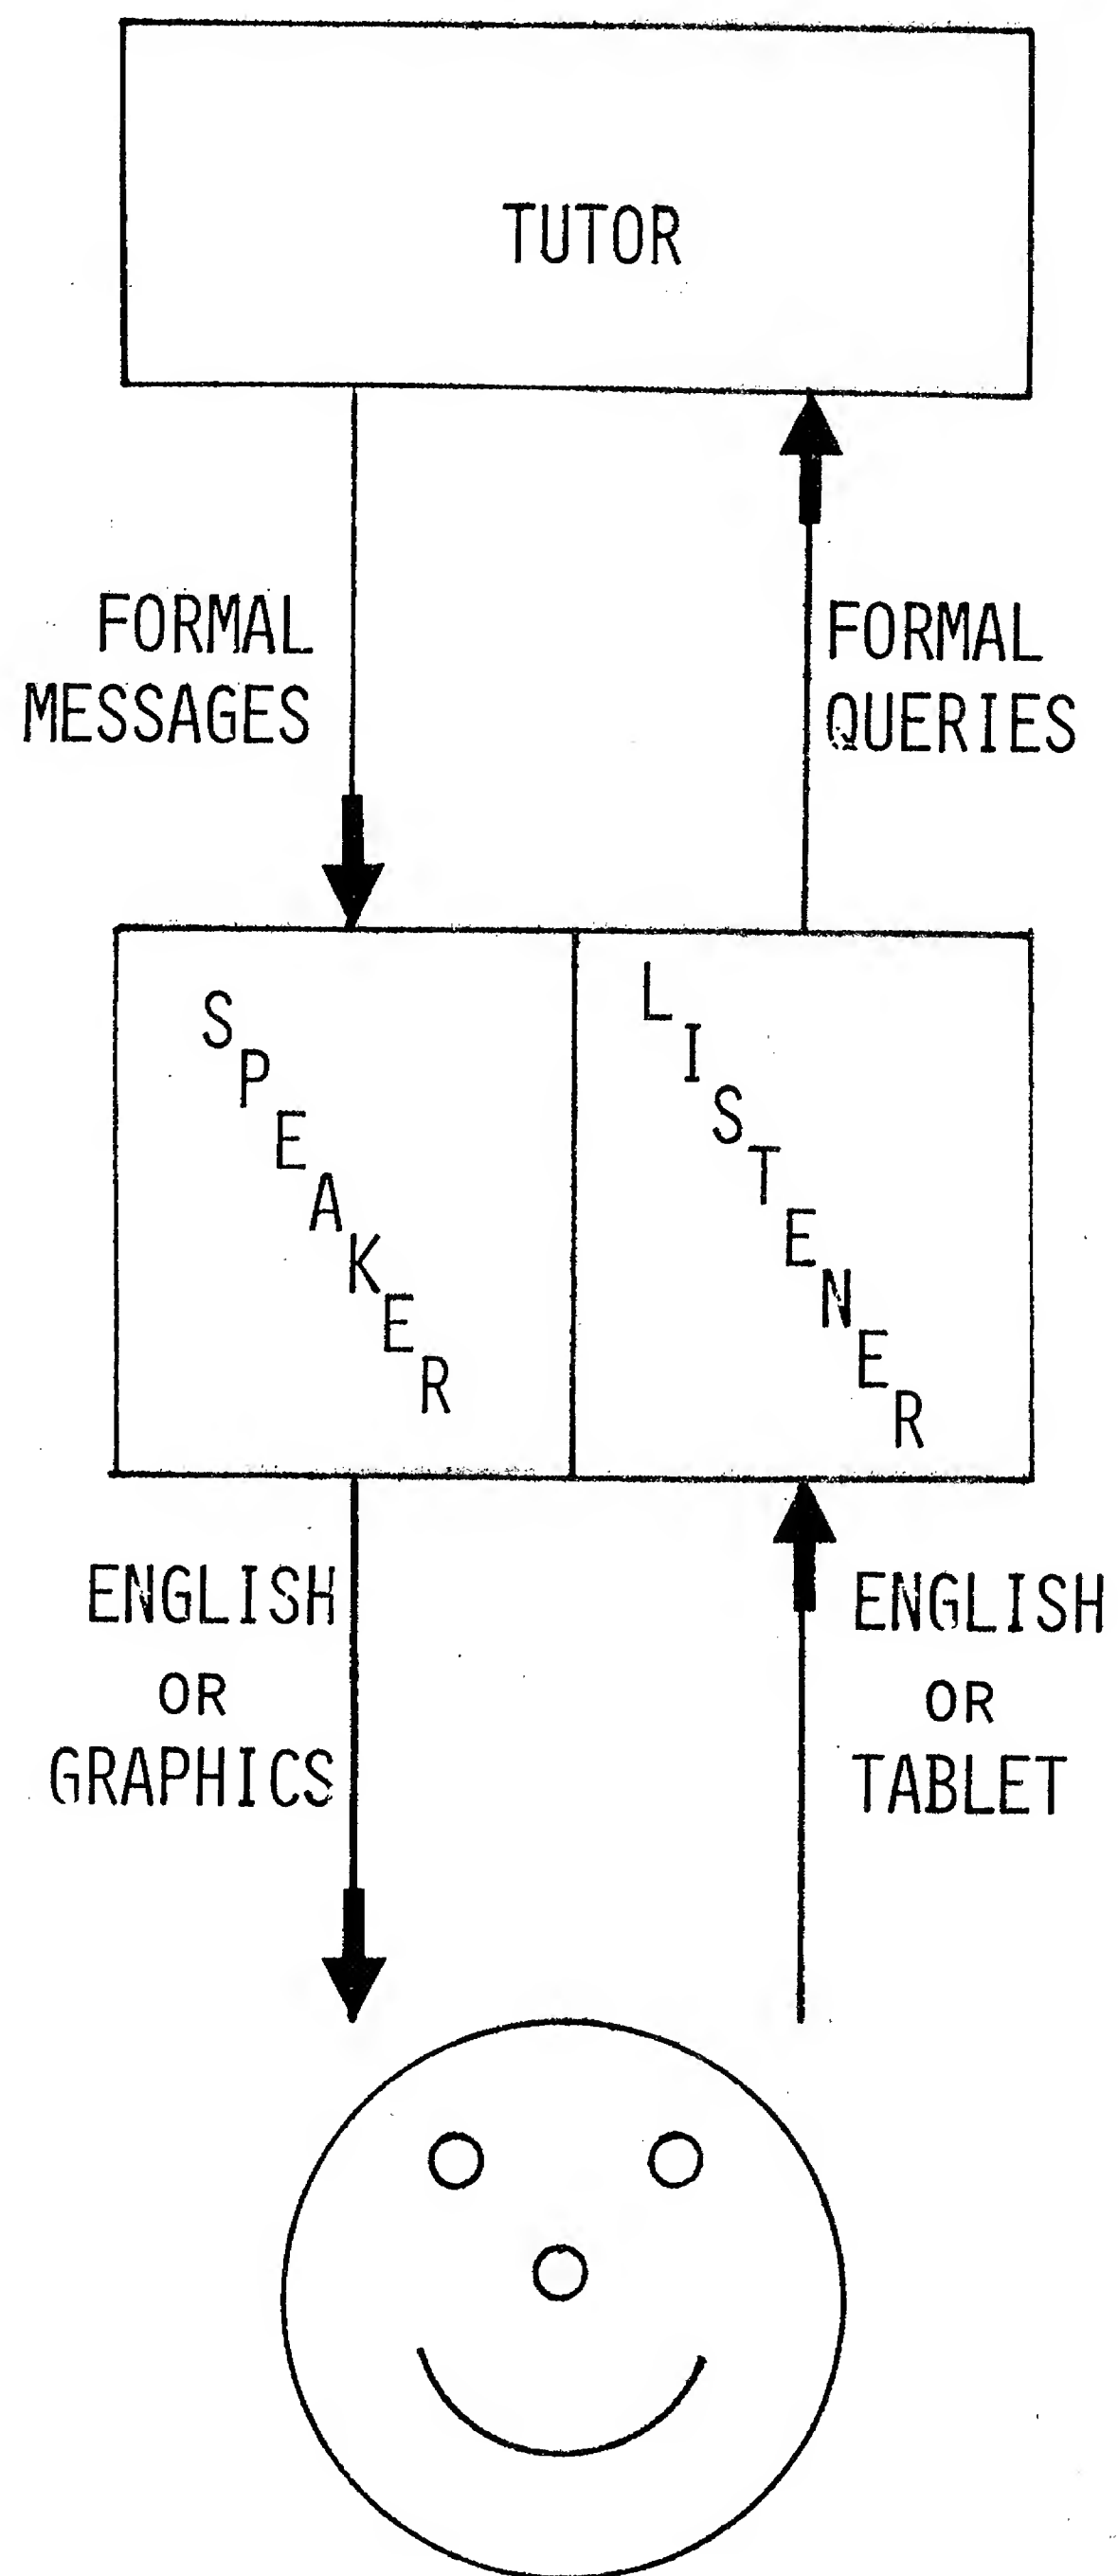 TUTOR
FORMAL
MESSAGES
FORMAL
QUERIES
SPEAKER
LISTENER
ENGLISH
OR
GRAPHICS
ENGLISH
OR
TABLET